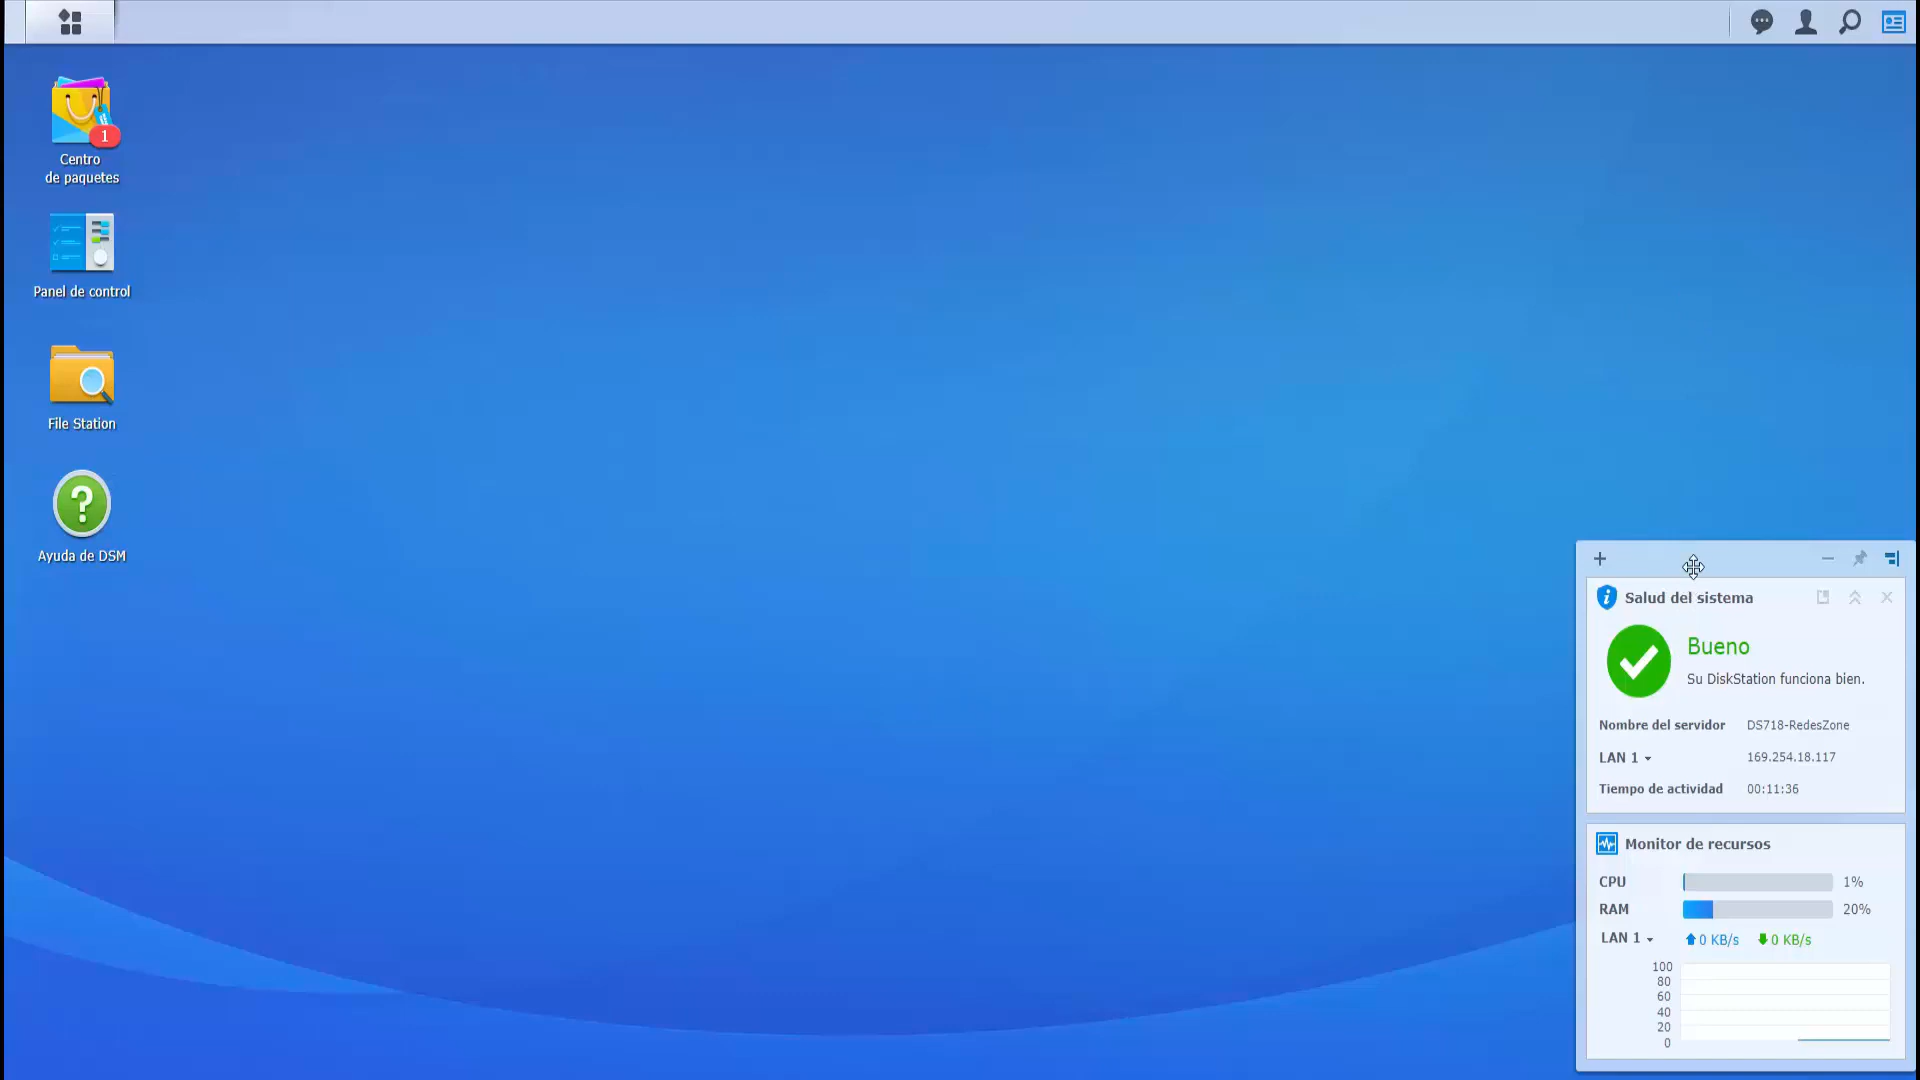 1
Centro
de paquetes
Panel de control
File Station
?
Ayuda de DSM
Salud del sistema
Bueno
Su DiskStation funciona bien.
Nombre del servidor DS718-RedesZone
LAN 1 169.254.18.117
Tiempo de actividad 00:11:36
Monitor de recursos
CPU 1%
RAM 20%
LAN 1 0 KB/s 0 KB/s
100
80
60
40
20
0